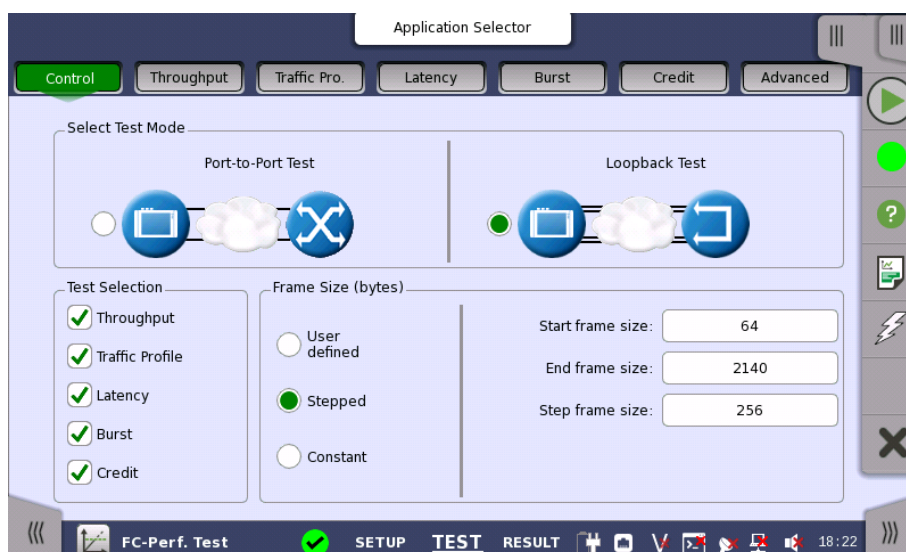 Application Selector
Control Throughput Traffic Pro. Latency Burst Credit Advanced
Select Test Mode
Port-to-Port Test
Loopback Test
Test Selection
Throughput
Traffic Profile
Latency
Burst
Credit
Frame Size (bytes)
User
defined
Stepped
Constant
Start frame size: 64
End frame size: 2140
Step frame size: 256
?
FC-Perf. Test SETUP TEST RESULT 18:22